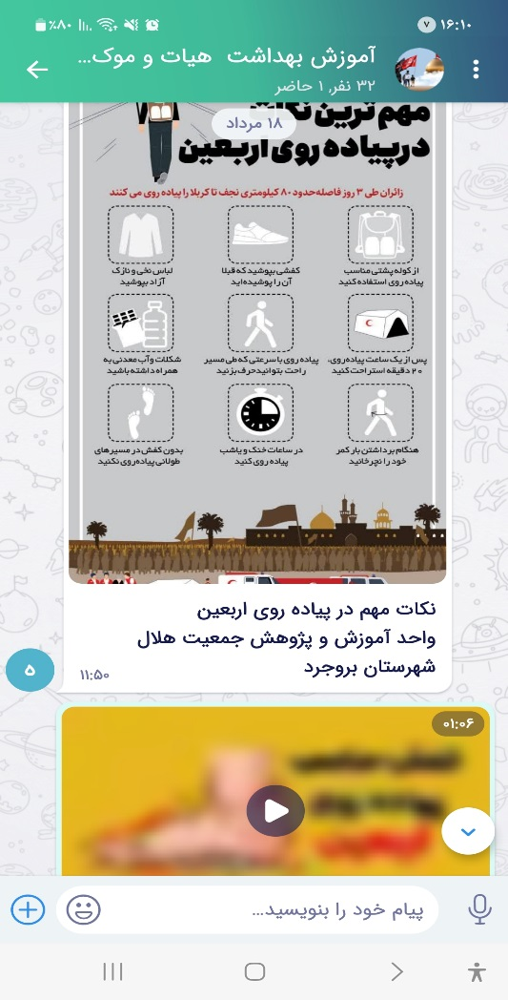 ۱۶:۱۰
۷
٪۸۰
آموزش بهداشت هیات و موک...
۳۲ نفر, ۱ حاضر
مهم ترین نکات
۱۸ مرداد
درپیاده روی اربعین
زائران طی ۳ روز فاصله حدود ۸۰ کیلومتری نجف تا کربلا را پیاده روی می کنند
از کوله پشتی مناسب
پیاده روی استفاده کنید
کفشی بپوشید که قبلا
آن را پوشیده اید
لباس نخی و نازک
آزاد بپوشید
پس از یک ساعت پیاده روی،
۲۰ دقیقه استراحت کنید
پیاده روی با سرعتی که طی مسیر
راحت بتوانید حرف بزنید
شکلات و آب معدنی به
همراه داشته باشید
هنگام برداشتن بار کمر
خود را نچرخانید
در ساعات خنک و یا شب
پیاده روی کنید
بدون کفش در مسیرهای
طولانی پیاده روی نکنید
نکات مهم در پیاده روی اربعین
واحد آموزش و پژوهش جمعیت هلال
شهرستان بروجرد
۱۱:۵۰
۵
۰۱:۰۶
پیام خود را بنویسید...